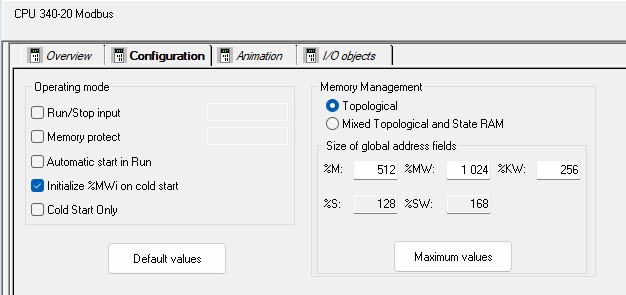 CPU 340-20 Modbus
Overview Configuration Animation I/O objects
Operating mode
Run/Stop input
Memory protect
Automatic start in Run
Initialize %MWi on cold start
Cold Start Only
Default values
Memory Management
Topological
Mixed Topological and State RAM
Size of global address fields
%M: 512 %MW: 1 024 %KW: 256
%S: 128 %SW: 168
Maximum values